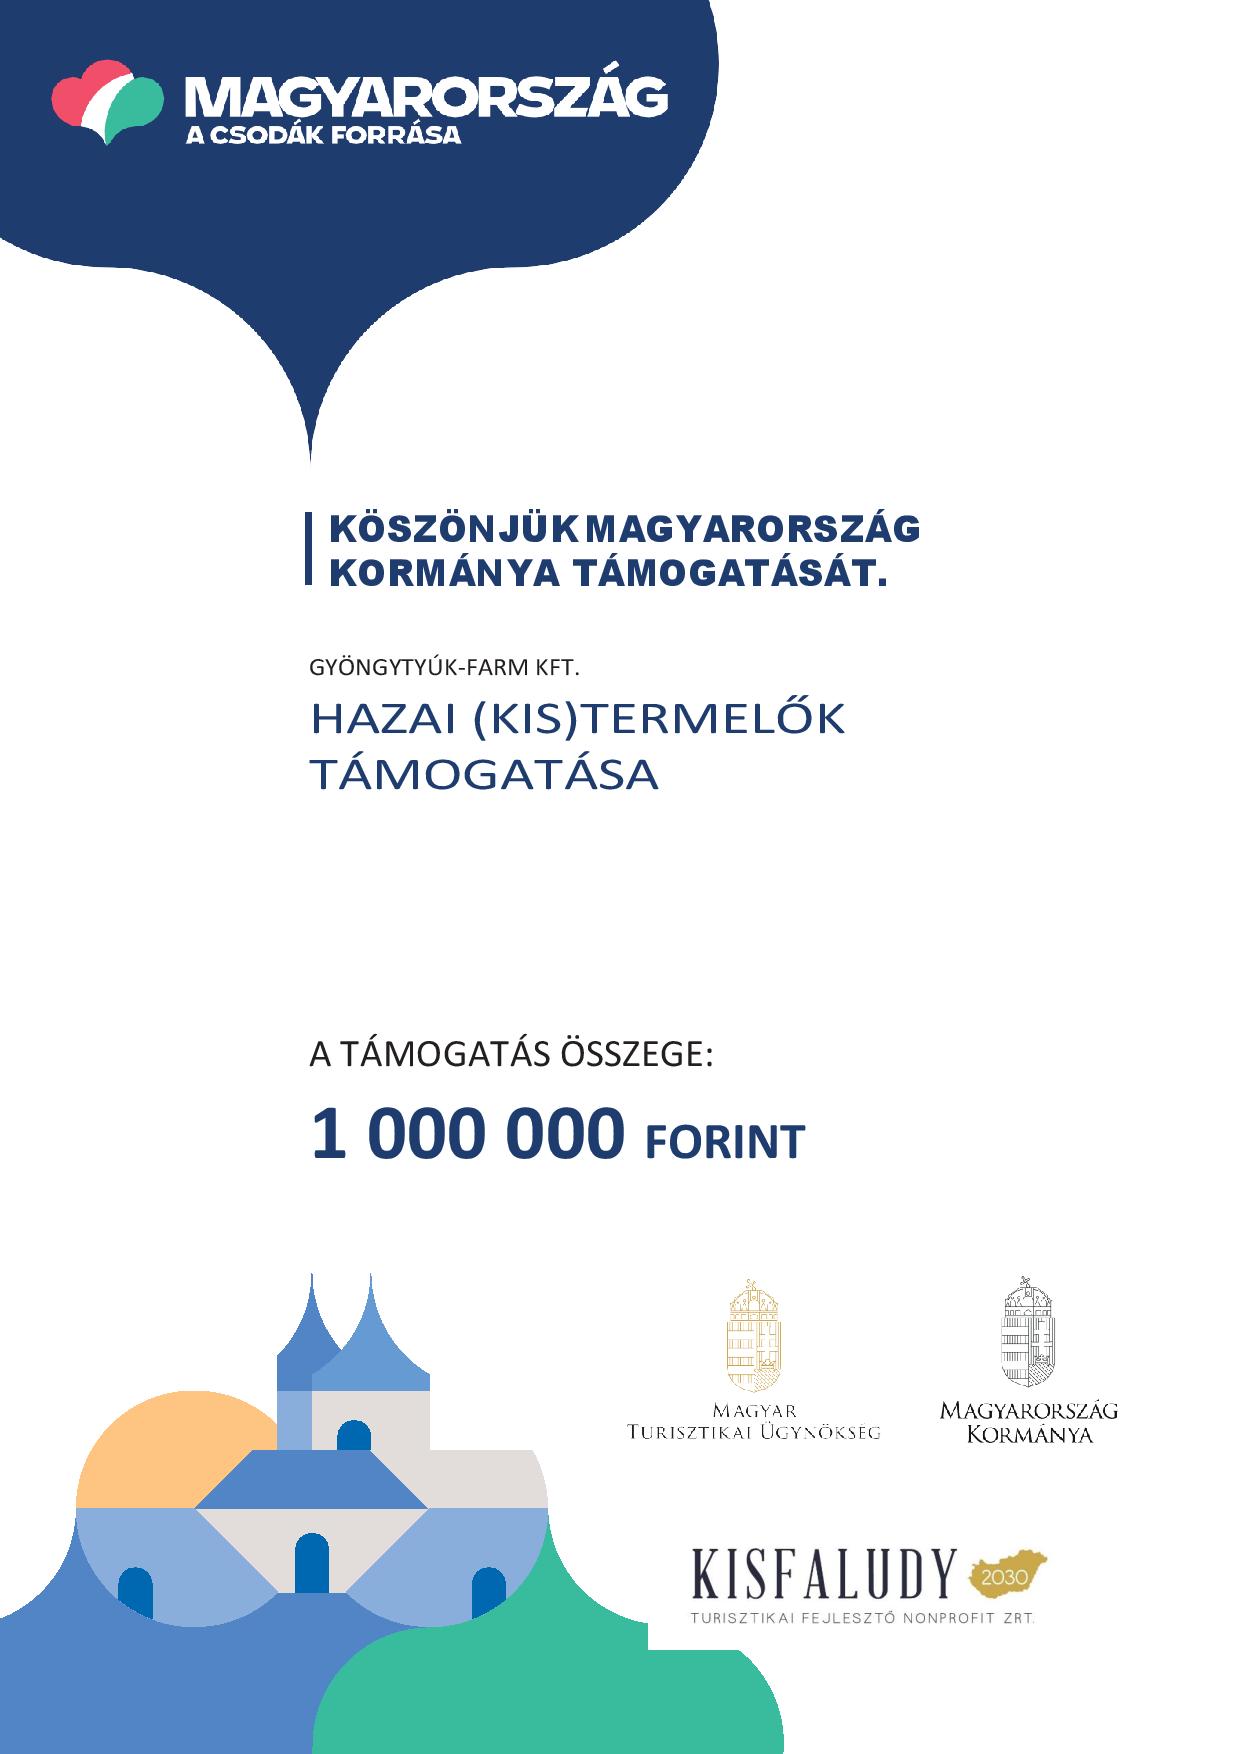 MAGYARORSZÁG
A CSODÁK FORRÁSA
KÖSZÖNJÜK MAGYARORSZÁG
KORMÁNYA TÁMOGATÁSÁT.
GYÖNGYTYÚK-FARM KFT.
HAZAI (KIS)TERMELŐK
TÁMOGATÁSA
A TÁMOGATÁS ÖSSZEGE:
1 000 000 FORINT
MAGYAR
TURISZTIKAI ÜGYNÖKSÉG
MAGYARORSZÁG
KORMÁNYA
KISFALUDY 2030
TURISZTIKAI FEJLESZTŐ NONPROFIT ZRT.